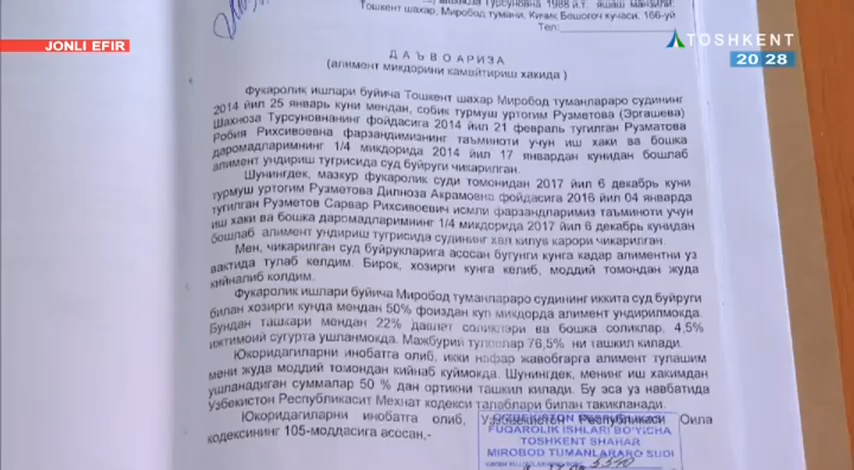 Турсуновна 1988 й.т. яшаш манзили:
Тошкент шахар, Миробод тумани, Кичик Бешогоч кучаси, 166-уй
Тел:
JONLI EFIR
TOSHKENT
20 28
Д А Ъ В О А Р И З А
(алимент микдорини камайтириш хакида )
Фукаролик ишлари буйича Тошкент шахар Миробод туманлараро судининг
2014 йил 25 январь куни мендан, собик турмуш уртогим Рузметова (Эргашева)
Шахноза Турсуновнанинг фойдасига 2014 йил 21 февраль тугилган Рузматова
Робия Рихсивоевна фарзандимизнинг таъминоти учун иш хаки ва бошка
даромадларимнинг 1/4 микдорида 2014 йил 17 январдан кунидан бошлаб
алимент ундириш тугрисида суд буйруги чикарилган.
Шунингдек, мазкур фукаролик суди томонидан 2017 йил 6 декабрь куни
турмуш уртогим Рузметова Дилноза Акрамовна фойдасига 2016 йил 04 январда
тугилган Рузметов Сарвар Рихсивоевич исмли фарзандларимиз таъминоти учун
иш хаки ва бошка даромадларимнинг 1/4 микдорида 2017 йил 6 декабрь кунидан
бошлаб алимент ундириш тугрисида судининг хал килув карори чикарилган.
Мен, чикарилган суд буйрукларига асосан бугунги кунга кадар алиментни уз
вактида тулаб келдим. Бирок, хозирги кунга келиб, моддий томондан жуда
кийналиб колдим.
Фукаролик ишлари буйича Миробод туманлараро судининг иккита суд буйруги
билан хозирги кунда мендан 50% фоиздан куп микдорда алимент ундирилмокда.
Бундан ташкари мендан 22% давлат соликлари ва бошка соликлар, 4,5%
ижтимоий сугурта ушланмокда. Мажбурий туловлар 76,5% ни ташкил килади.
Юкоридагиларни инобатга олиб, икки нафар жавобгарга алимент тулашим
мени жуда моддий томондан кийнаб куймокда. Шунингдек, менинг иш хакимдан
ушланадиган суммалар 50 % дан ортикни ташкил килади. Бу эса уз навбатида
Узбекистон Республикасит Мехнат кодекси талаблари билан такикланади.
Юкоридагиларни инобатга олиб, Узбекистон Республикаси Оила
кодексининг 105-моддасига асосан,-
FUQAROLIK ISHLARI BO'YICHA
TOSHKENT SHAHAR
MIROBOD TUMANLARARO SUDI